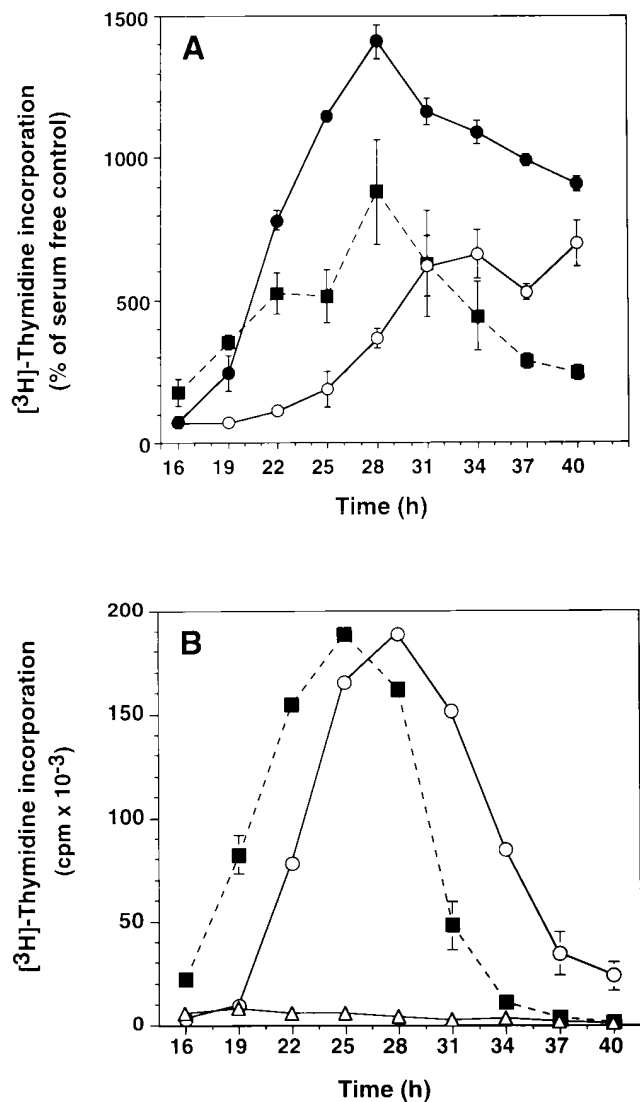 A
[³H]-Thymidine incorporation
(% of serum free control)
1500
1000
500
0
16 19 22 25 28 31 34 37 40
Time (h)
B
[³H]-Thymidine incorporation
(cpm x 10⁻³)
200
150
100
50
0
16 19 22 25 28 31 34 37 40
Time (h)